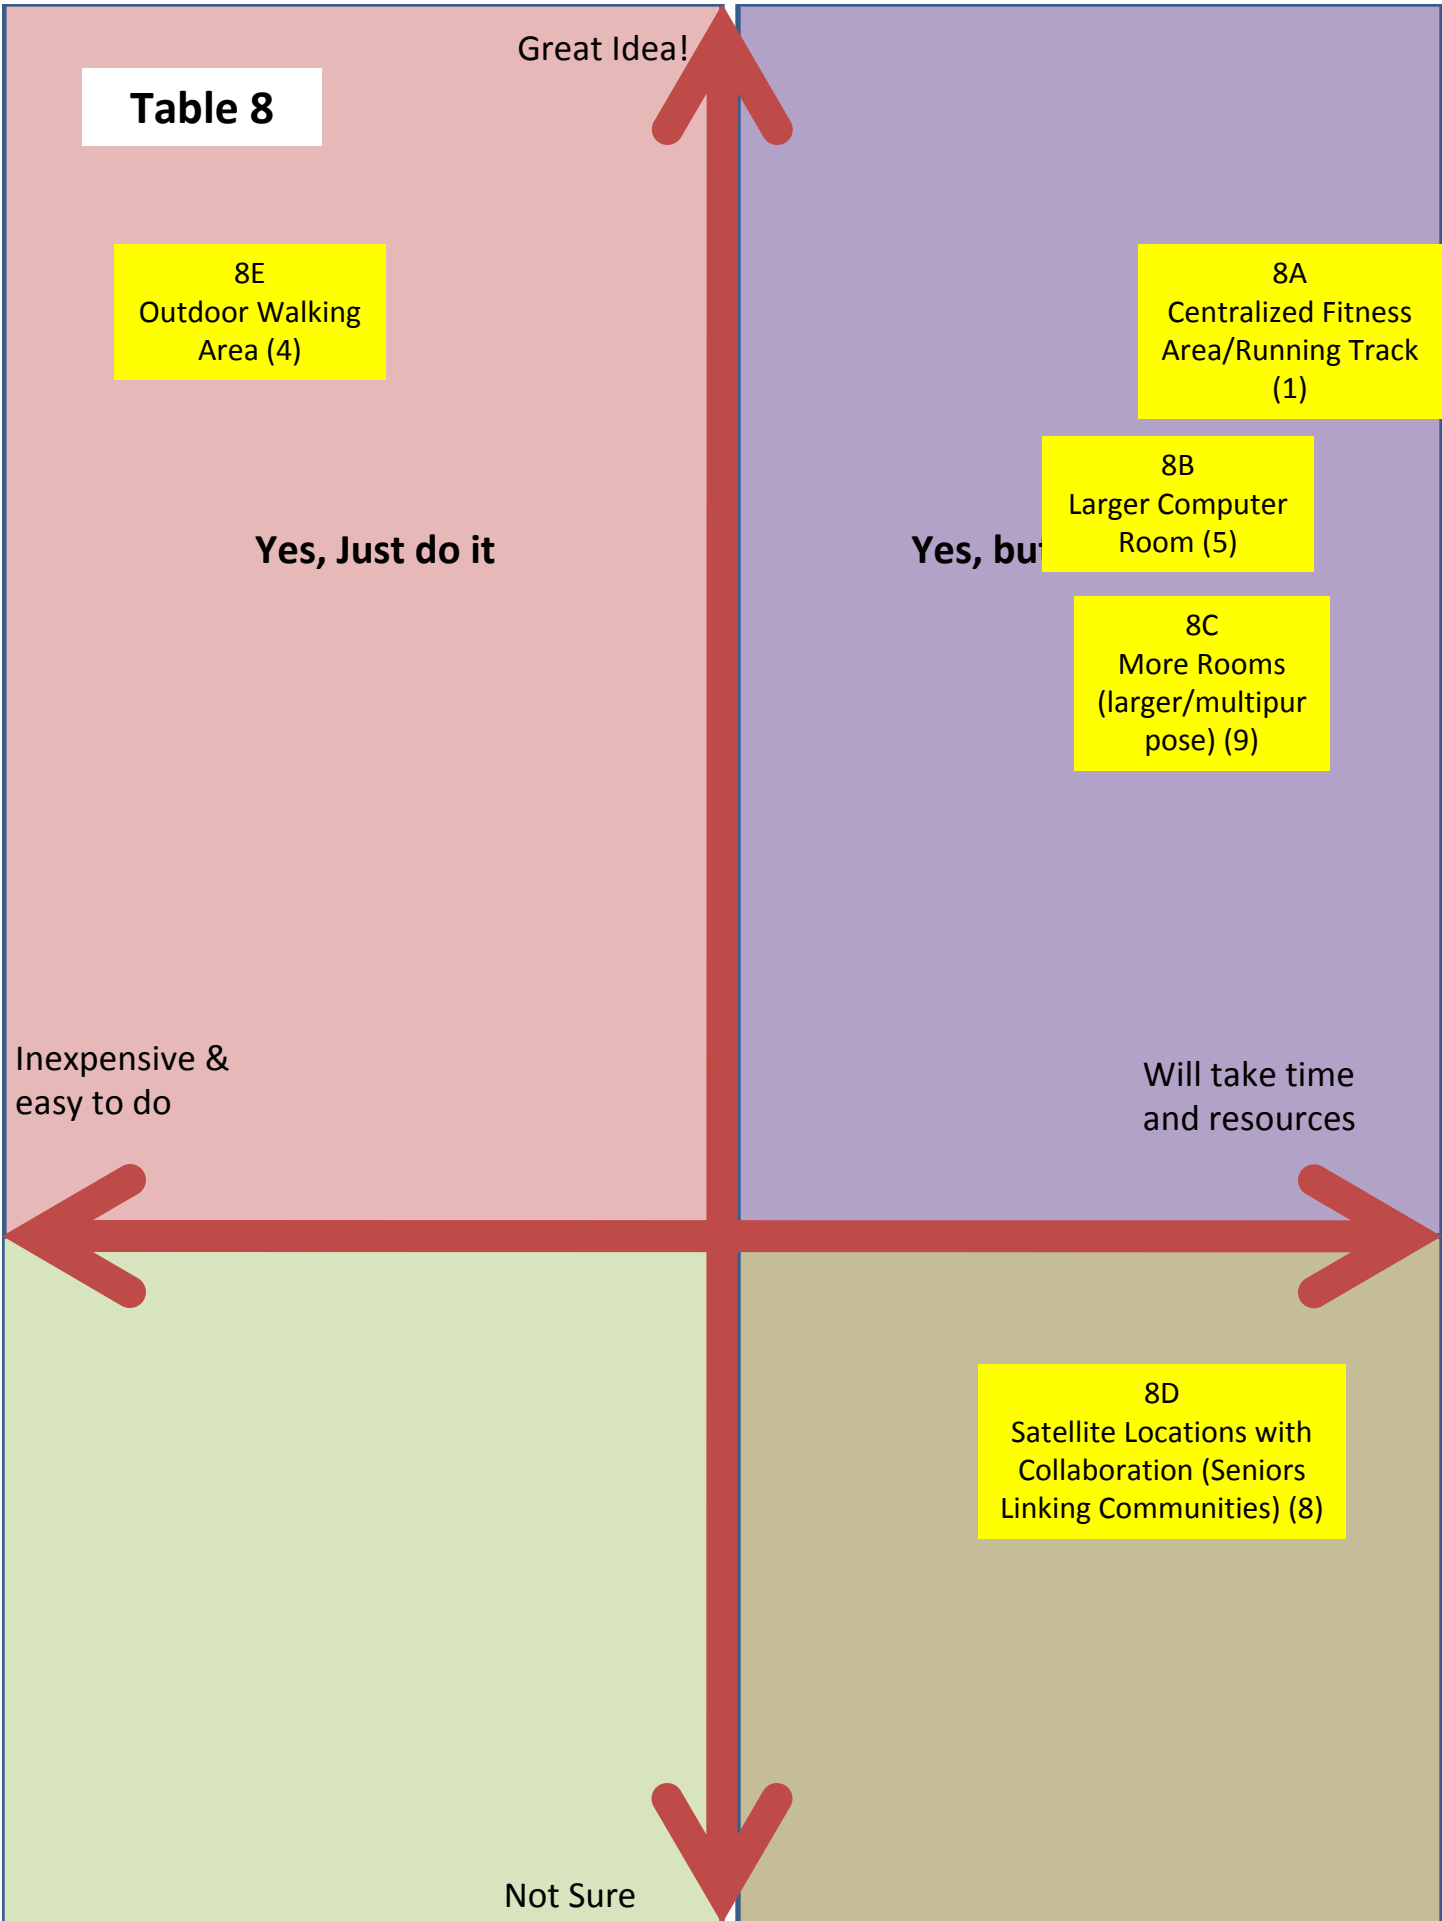 Great Idea!
Table 8
8E
Outdoor Walking
Area (4)
8A
Centralized Fitness
Area/Running Track
(1)
8B
Larger Computer
Room (5)
Yes, Just do it
Yes, but
8C
More Rooms
(larger/multipur
pose) (9)
Inexpensive &
easy to do
Will take time
and resources
8D
Satellite Locations with
Collaboration (Seniors
Linking Communities) (8)
Not Sure